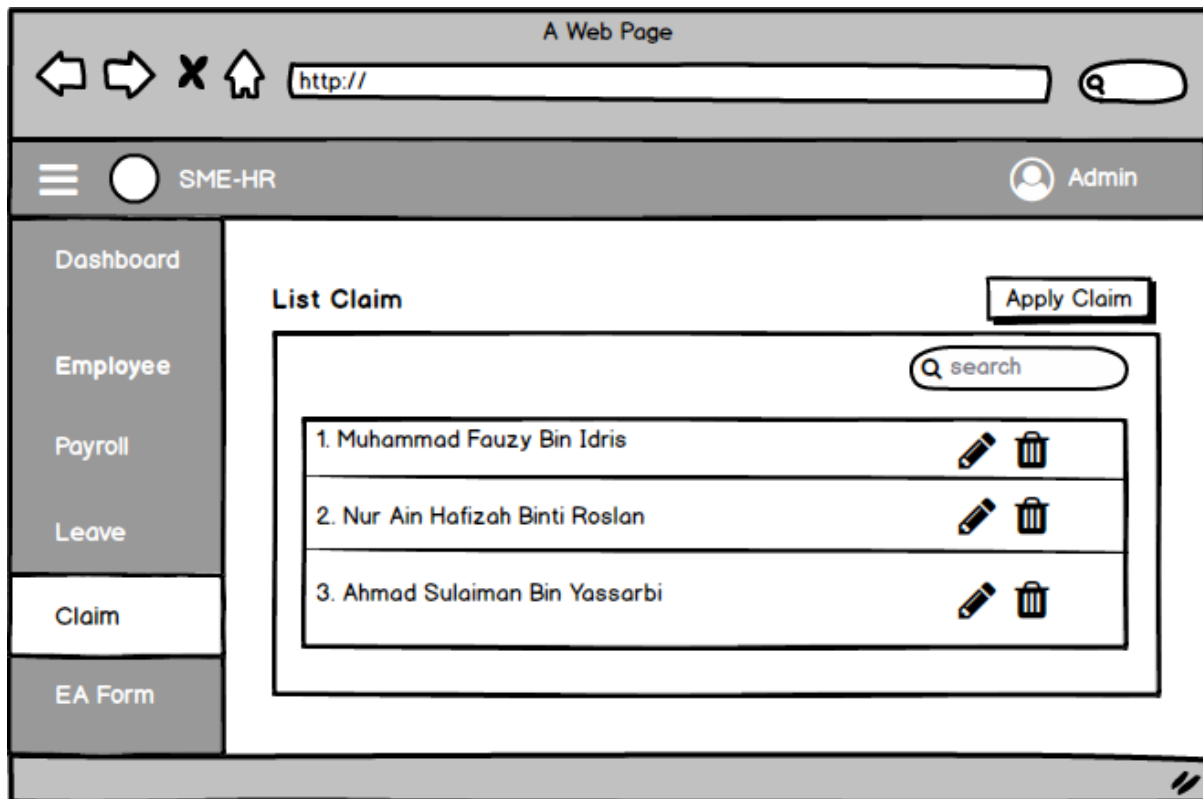 A Web Page
http://
SME-HR
Admin
Dashboard
Employee
Payroll
Leave
Claim
EA Form
List Claim
Apply Claim
search
1. Muhammad Fauzy Bin Idris
2. Nur Ain Hafizah Binti Roslan
3. Ahmad Sulaiman Bin Yassarbi